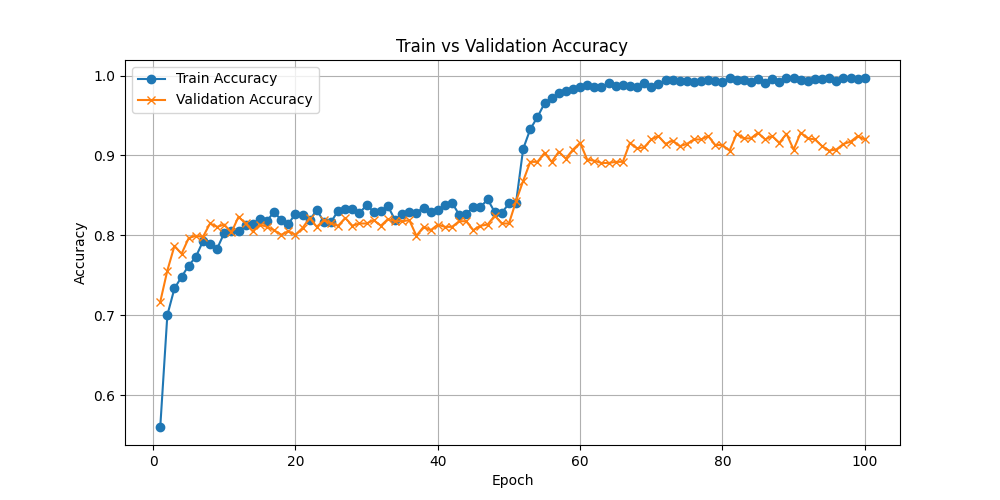 Train vs Validation Accuracy
Train Accuracy
Validation Accuracy
1.0
0.9
0.8
0.7
0.6
Accuracy
0 20 40 60 80 100
Epoch